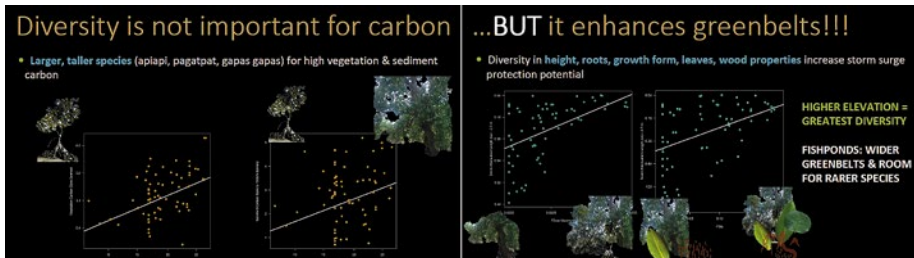 Diversity is not important for carbon
Larger, taller species (apiapi, pagatpat, gapas gapas) for high vegetation & sediment
carbon
...BUT it enhances greenbelts!!!
Diversity in height, roots, growth form, leaves, wood properties increase storm surge
protection potential
HIGHER ELEVATION =
GREATEST DIVERSITY
FISHPONDS: WIDER
GREENBELTS & ROOM
FOR RARER SPECIES